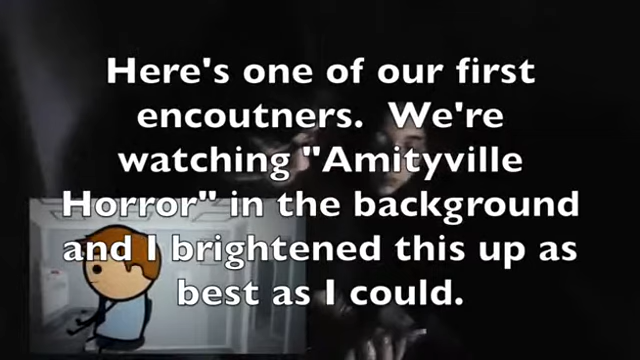 Here's one of our first
encoutners.  We're
watching "Amityville
Horror" in the background
and I brightened this up as
best as I could.